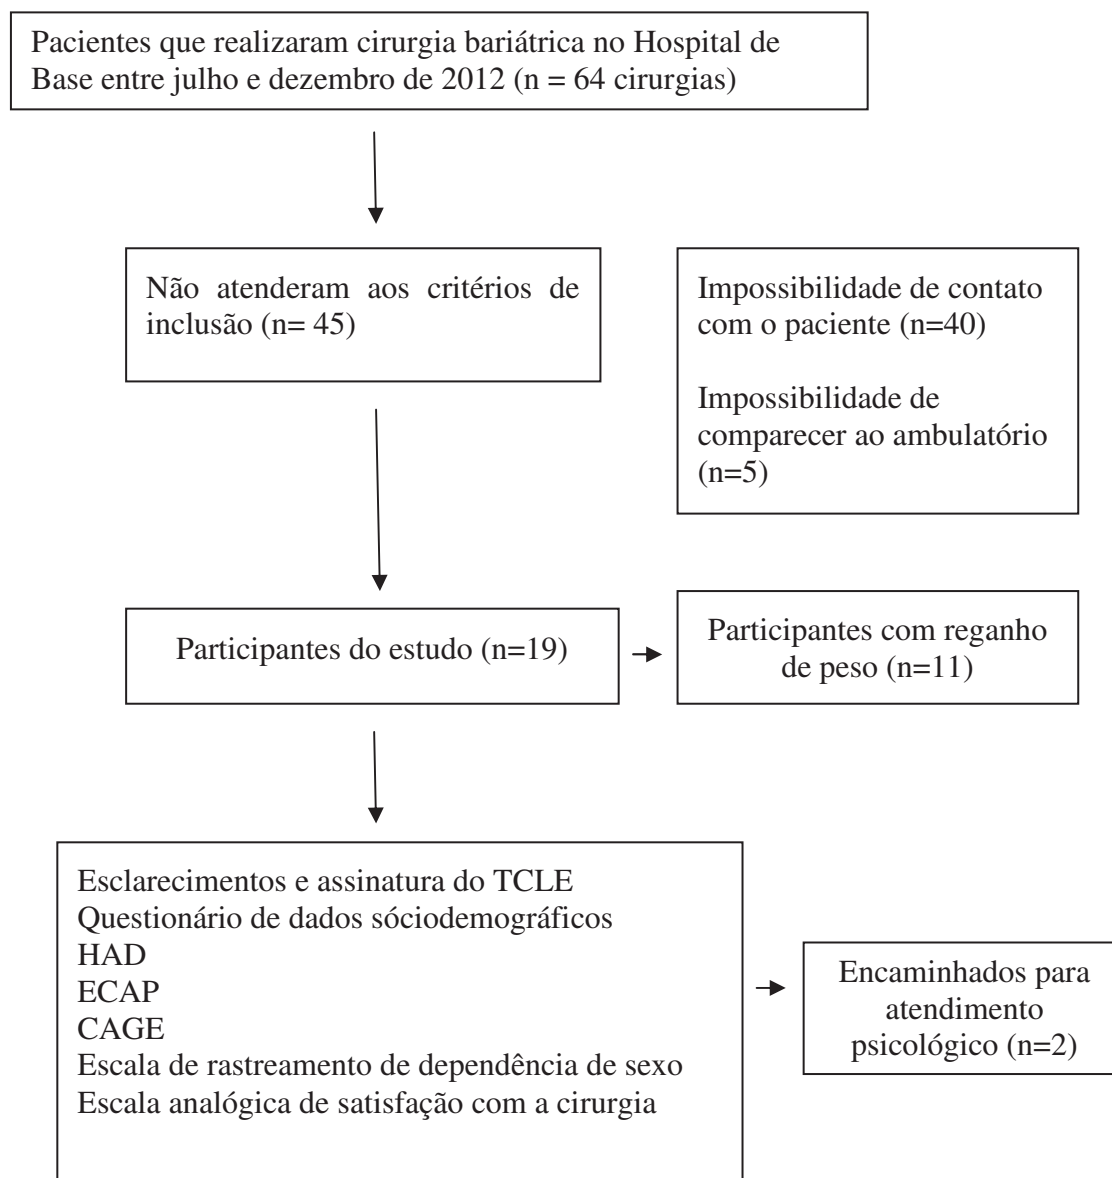 Pacientes que realizaram cirurgia bariátrica no Hospital de
Base entre julho e dezembro de 2012 (n = 64 cirurgias)
Não atenderam aos critérios de
inclusão (n= 45)
Impossibilidade de contato
com o paciente (n=40)
Impossibilidade de
comparecer ao ambulatório
(n=5)
Participantes do estudo (n=19)
Participantes com reganho
de peso (n=11)
Esclarecimentos e assinatura do TCLE
Questionário de dados sóciodemográficos
HAD
ECAP
CAGE
Escala de rastreamento de dependência de sexo
Escala analógica de satisfação com a cirurgia
Encaminhados para
atendimento
psicológico (n=2)